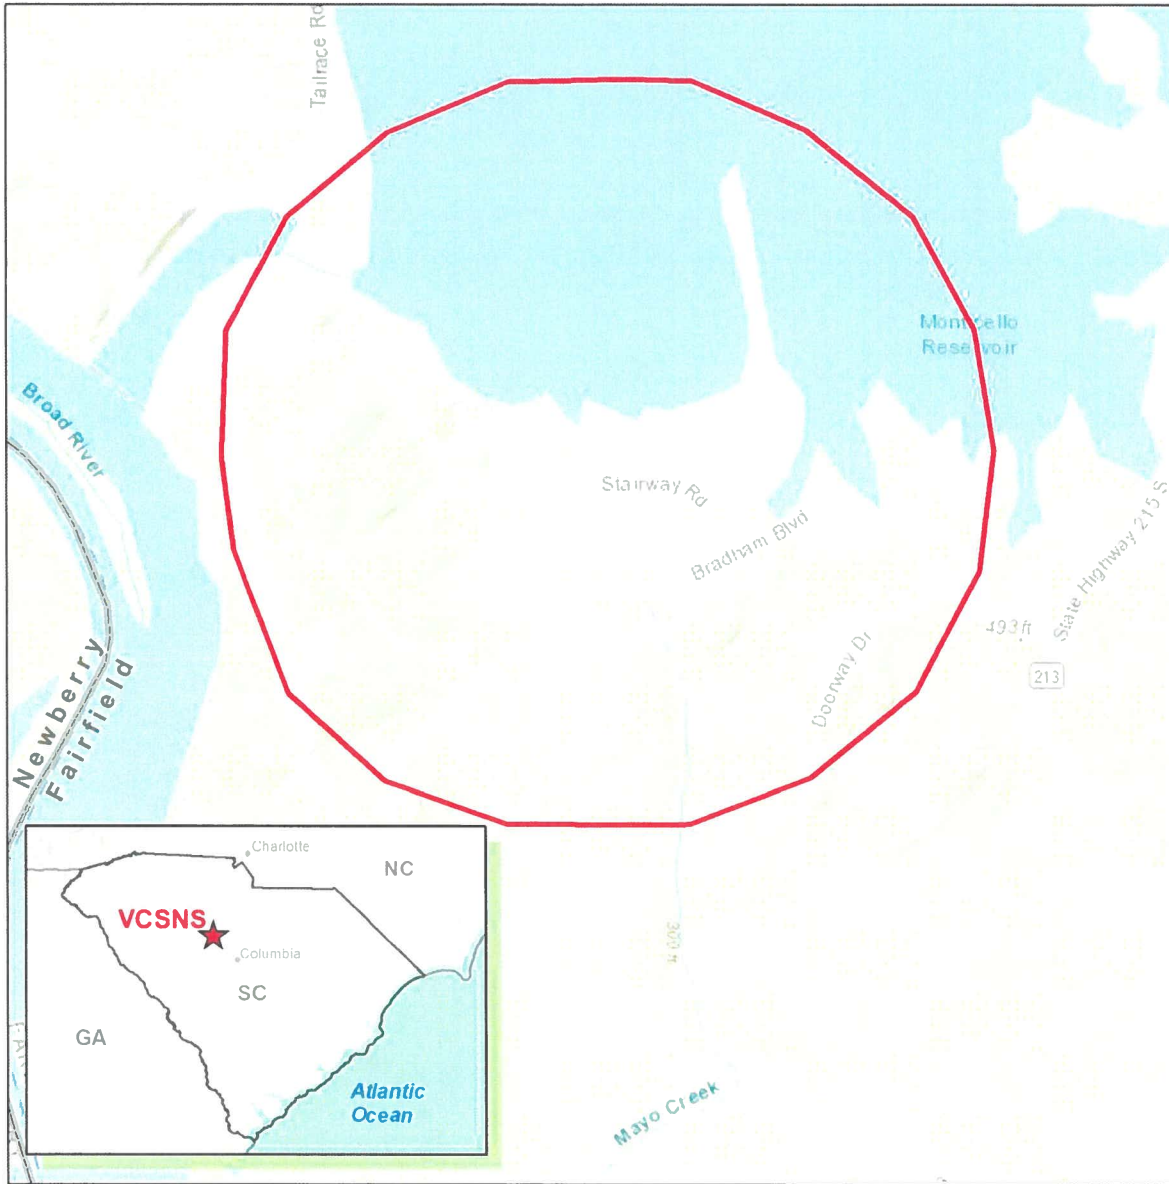 Tailrace Rd
Monticello
Reservoir
Broad River
Stairway Rd
Bradham Blvd
State Highway 215 S
493 ft
213
Doorway Dr
Newberry
Fairfield
300 ft
Mayo Creek
Charlotte
NC
VCSNS
Columbia
SC
GA
Atlantic
Ocean